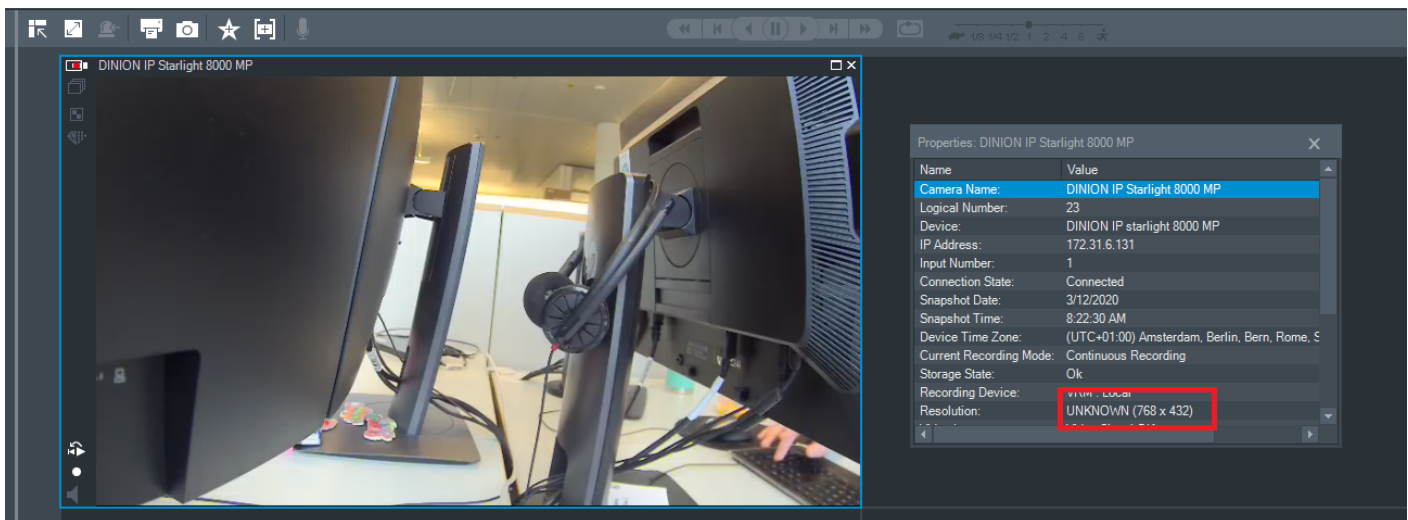 1/8 1/4 1/2 1 2 4 8
DINION IP Starlight 8000 MP
Properties: DINION IP Starlight 8000 MP
Name Value
Camera Name: DINION IP Starlight 8000 MP
Logical Number: 23
Device: DINION IP starlight 8000 MP
IP Address: 172.31.6.131
Input Number: 1
Connection State: Connected
Snapshot Date: 3/12/2020
Snapshot Time: 8:22:30 AM
Device Time Zone: (UTC+01:00) Amsterdam, Berlin, Bern, Rome, S
Current Recording Mode: Continuous Recording
Storage State: Ok
Recording Device: VRM : Local
Resolution: UNKNOWN (768 x 432)